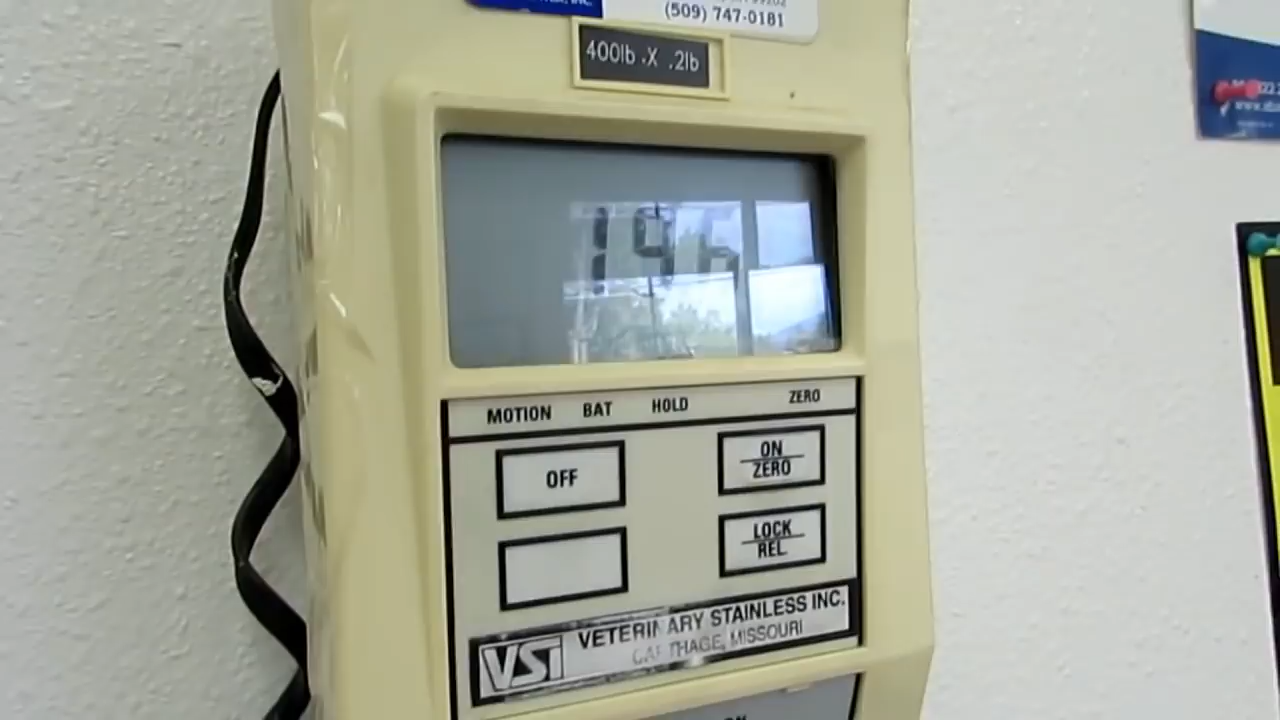 (509) 747-0181
400lb .X .2lb
MOTION BAT HOLD ZERO
OFF
ON
ZERO
LOCK
REL.
VSI
VETERINARY STAINLESS INC.
CARTHAGE, MISSOURI